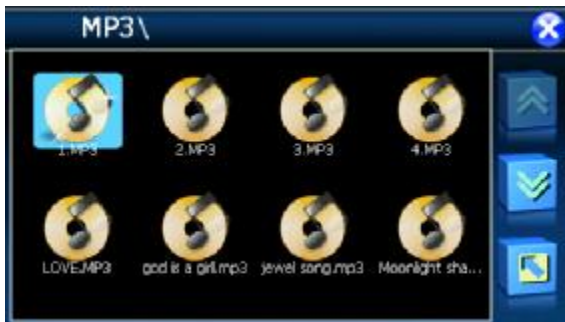 MP3\
1.MP3
2.MP3
3.MP3
4.MP3
LOVE.MP3
god is a girl.mp3
jewel song.mp3
Moonlight sha...